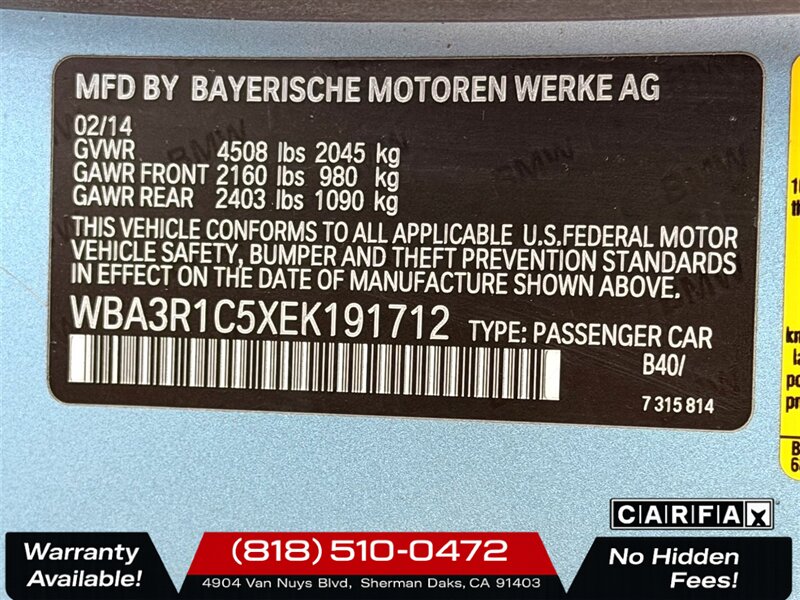 MFD BY BAYERISCHE MOTOREN WERKE AG
02/14
GVWR 4508 lbs 2045 kg
GAWR FRONT 2160 lbs 980 kg
GAWR REAR 2403 lbs 1090 kg
THIS VEHICLE CONFORMS TO ALL APPLICABLE U.S.FEDERAL MOTOR
VEHICLE SAFETY, BUMPER AND THEFT PREVENTION STANDARDS
IN EFFECT ON THE DATE OF MANUFACTURE SHOWN ABOVE.
WBA3R1C5XEK191712 TYPE: PASSENGER CAR
B40/
7 315 814
CARFAX
Warranty
Available!
(818) 510-0472
4904 Van Nuys Blvd, Sherman Daks, CA 91403
No Hidden
Fees!